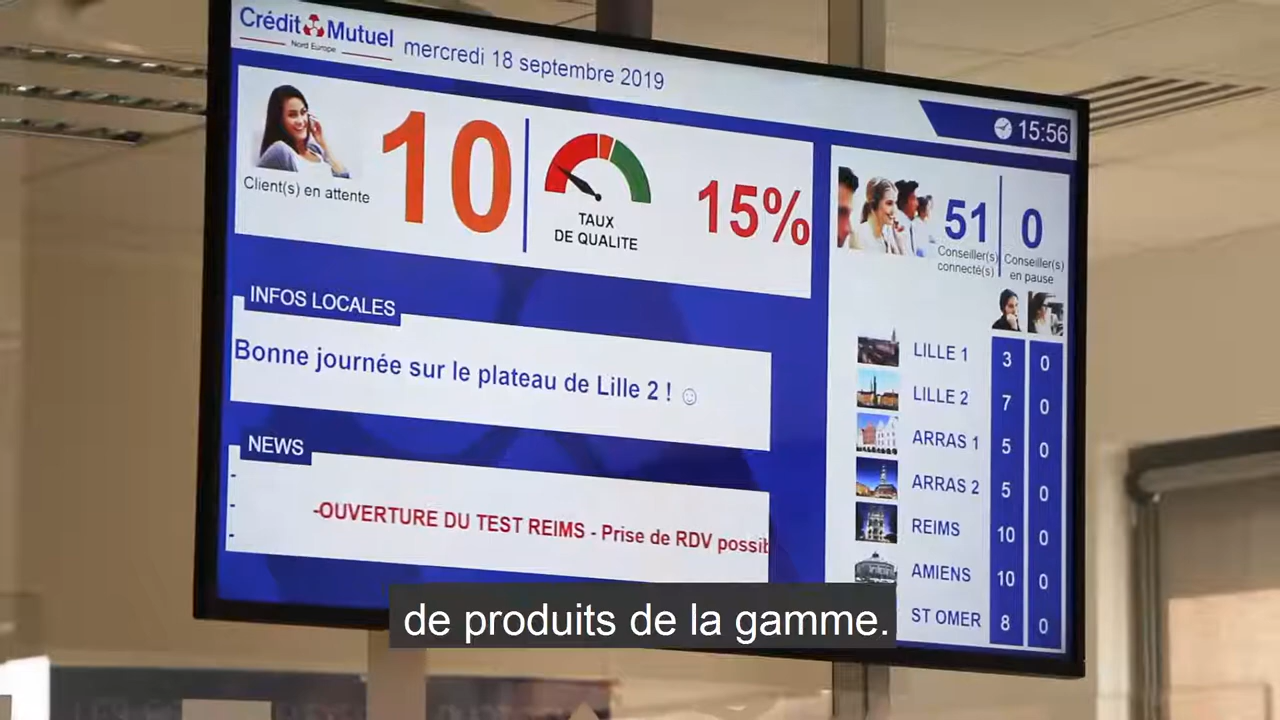 Crédit Mutuel
Nord Europe
mercredi 18 septembre 2019
15:56
Client(s) en attente
10
TAUX
DE QUALITE
15%
51
Conseiller(s)
connecté(s)
0
Conseiller(s)
en pause
INFOS LOCALES
Bonne journée sur le plateau de Lille 2 ! ☺
NEWS
-OUVERTURE DU TEST REIMS - Prise de RDV possib
LILLE 1 3 0
LILLE 2 7 0
ARRAS 1 5 0
ARRAS 2 5 0
REIMS 10 0
AMIENS 10 0
ST OMER 8 0
de produits de la gamme.